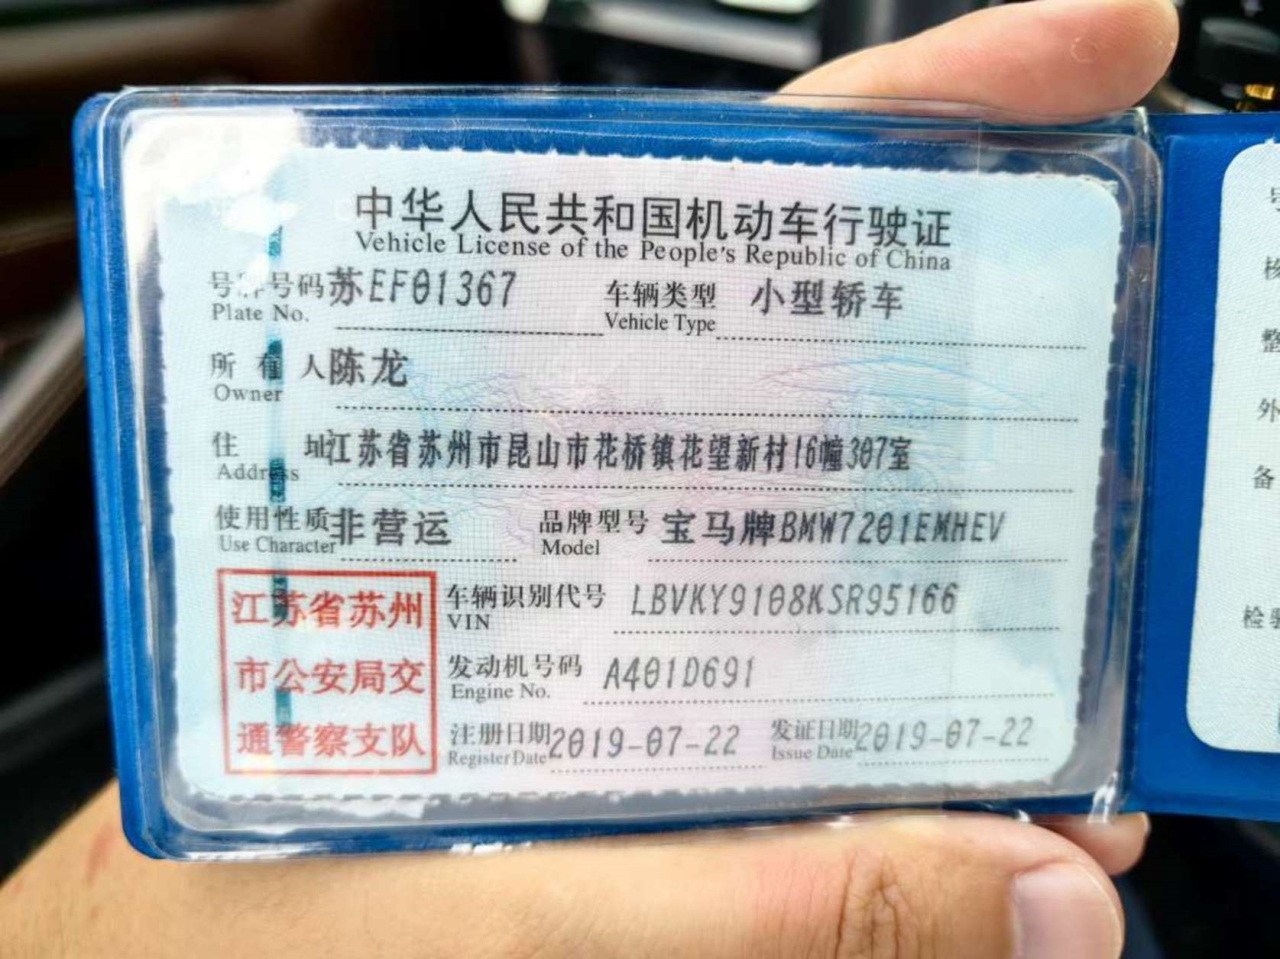 中华人民共和国机动车行驶证
Vehicle License of the People's Republic of China
号牌号码 苏EF01367 车辆类型 小型轿车
Plate No. Vehicle Type
所有人 陈龙
Owner
住址 江苏省苏州市昆山市花桥镇花望新村16幢307室
Address
使用性质 非营运 品牌型号 宝马牌BMW7201EMHEV
Use Character Model
江苏省苏州
市公安局交
通警察支队
车辆识别代号 LBVKY9108KSR95166
VIN
发动机号码 A401D691
Engine No.
注册日期 2019-07-22 发证日期 2019-07-22
Register Date Issue Date
号
核
整
外
备
检验